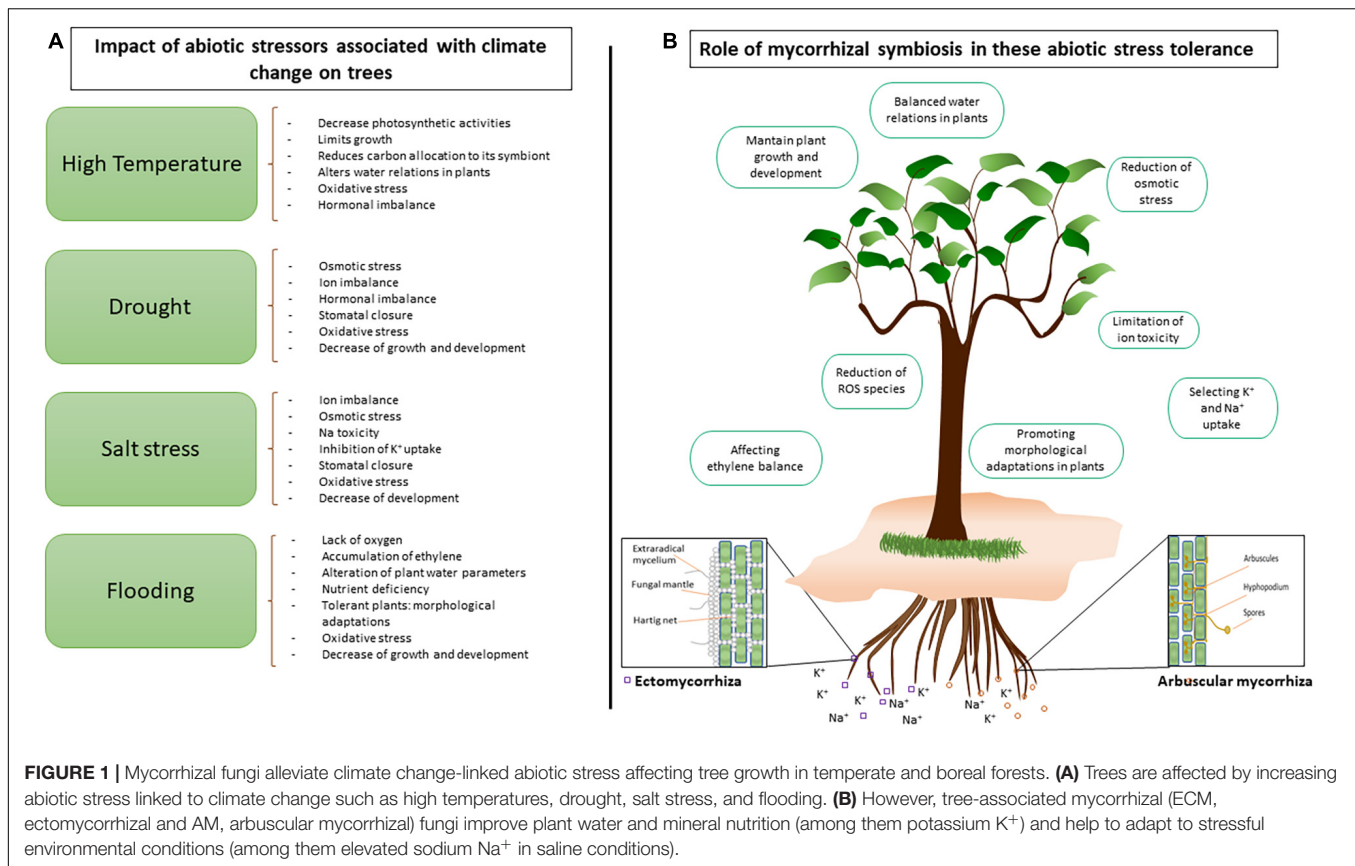 A
Impact of abiotic stressors associated with climate
change on trees
High Temperature
- Decrease photosynthetic activities
- Limits growth
- Reduces carbon allocation to its symbiont
- Alters water relations in plants
- Oxidative stress
- Hormonal imbalance
Drought
- Osmotic stress
- Ion imbalance
- Hormonal imbalance
- Stomatal closure
- Oxidative stress
- Decrease of growth and development
Salt stress
- Ion imbalance
- Osmotic stress
- Na toxicity
- Inhibition of K⁺ uptake
- Stomatal closure
- Oxidative stress
- Decrease of development
Flooding
- Lack of oxygen
- Accumulation of ethylene
- Alteration of plant water parameters
- Nutrient deficiency
- Tolerant plants: morphological
adaptations
- Oxidative stress
- Decrease of growth and development
B
Role of mycorrhizal symbiosis in these abiotic stress tolerance
Balanced water
relations in plants
Mantain plant
growth and
development
Reduction of
osmotic
stress
Limitation of
ion toxicity
Reduction of
ROS species
Selecting K⁺
and Na⁺
uptake
Affecting
ethylene balance
Promoting
morphological
adaptations in plants
Extraradical
mycelium
Fungal mantle
Hartig net
Ectomycorrhiza
Arbuscules
Hyphopodium
Spores
Arbuscular mycorrhiza
K⁺
K⁺
K⁺
K⁺
Na⁺
Na⁺
Na⁺
Na⁺
K⁺
K⁺
FIGURE 1 | Mycorrhizal fungi alleviate climate change-linked abiotic stress affecting tree growth in temperate and boreal forests. (A) Trees are affected by increasing
abiotic stress linked to climate change such as high temperatures, drought, salt stress, and flooding. (B) However, tree-associated mycorrhizal (ECM,
ectomycorrhizal and AM, arbuscular mycorrhizal) fungi improve plant water and mineral nutrition (among them potassium K⁺) and help to adapt to stressful
environmental conditions (among them elevated sodium Na⁺ in saline conditions).